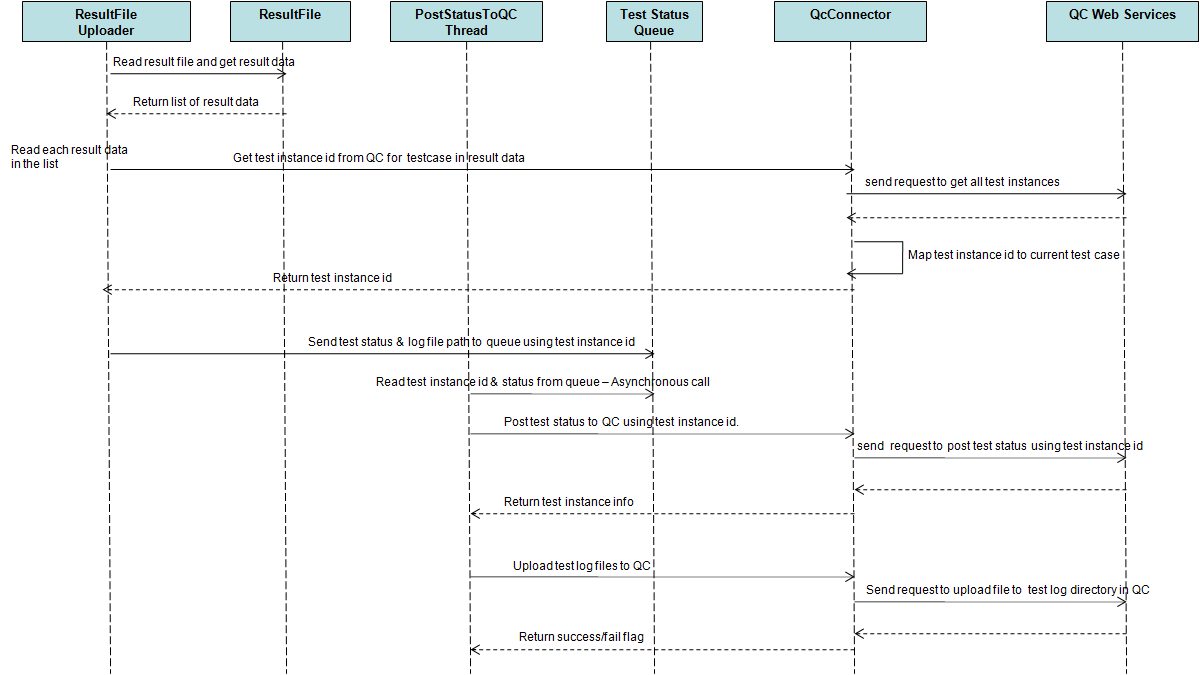 ResultFile
Uploader
ResultFile
PostStatusToQC
Thread
Test Status
Queue
QcConnector
QC Web Services
Read result file and get result data
Return list of result data
Read each result data
in the list
Get test instance id from QC for testcase in result data
send request to get all test instances
Map test instance id to current test case
Return test instance id
Send test status & log file path to queue using test instance id
Read test instance id & status from queue – Asynchronous call
Post test status to QC using test instance id.
send request to post test status using test instance id
Return test instance info
Upload test log files to QC
Send request to upload file to test log directory in QC
Return success/fail flag